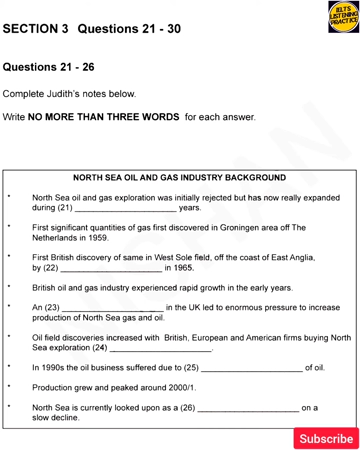 IELTS
LISTENING
PRACTICE
SECTION 3 Questions 21 - 30
Questions 21 - 26
Complete Judith's notes below.
Write NO MORE THAN THREE WORDS for each answer.
NORTH SEA OIL AND GAS INDUSTRY BACKGROUND
* North Sea oil and gas exploration was initially rejected but has now really expanded
during (21) ______________________ years.
* First significant quantities of gas first discovered in Groningen area off The
Netherlands in 1959.
* First British discovery of same in West Sole field, off the coast of East Anglia,
by (22) ______________________ in 1965.
* British oil and gas industry experienced rapid growth in the early years.
* An (23) ______________________ in the UK led to enormous pressure to increase
production of North Sea gas and oil.
* Oil field discoveries increased with British, European and American firms buying North
Sea exploration (24) ______________________.
* In 1990s the oil business suffered due to (25) ______________________ of oil.
* Production grew and peaked around 2000/1.
* North Sea is currently looked upon as a (26) ______________________ on a
slow decline.
Subscribe